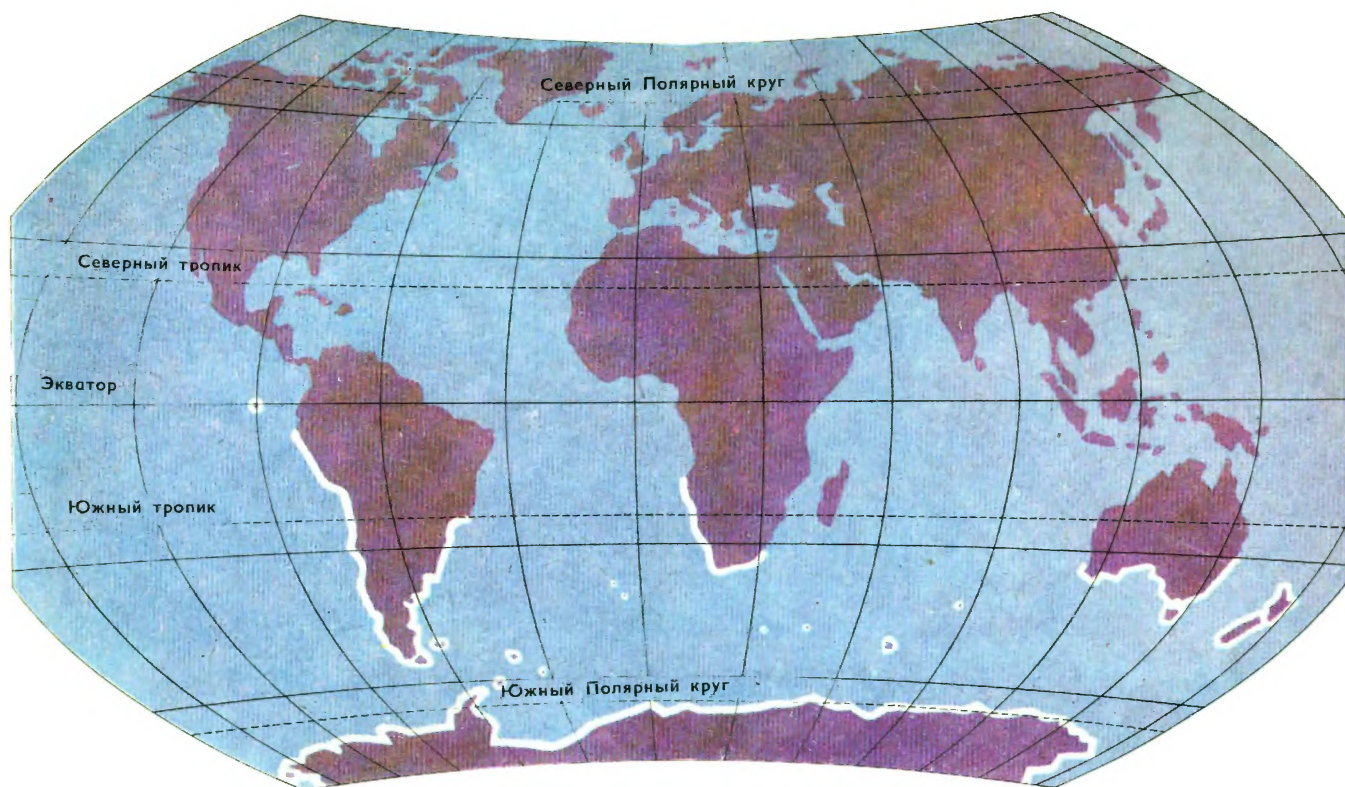 Северный Полярный круг
Северный тропик
Экватор
Южный тропик
Южный Полярный круг